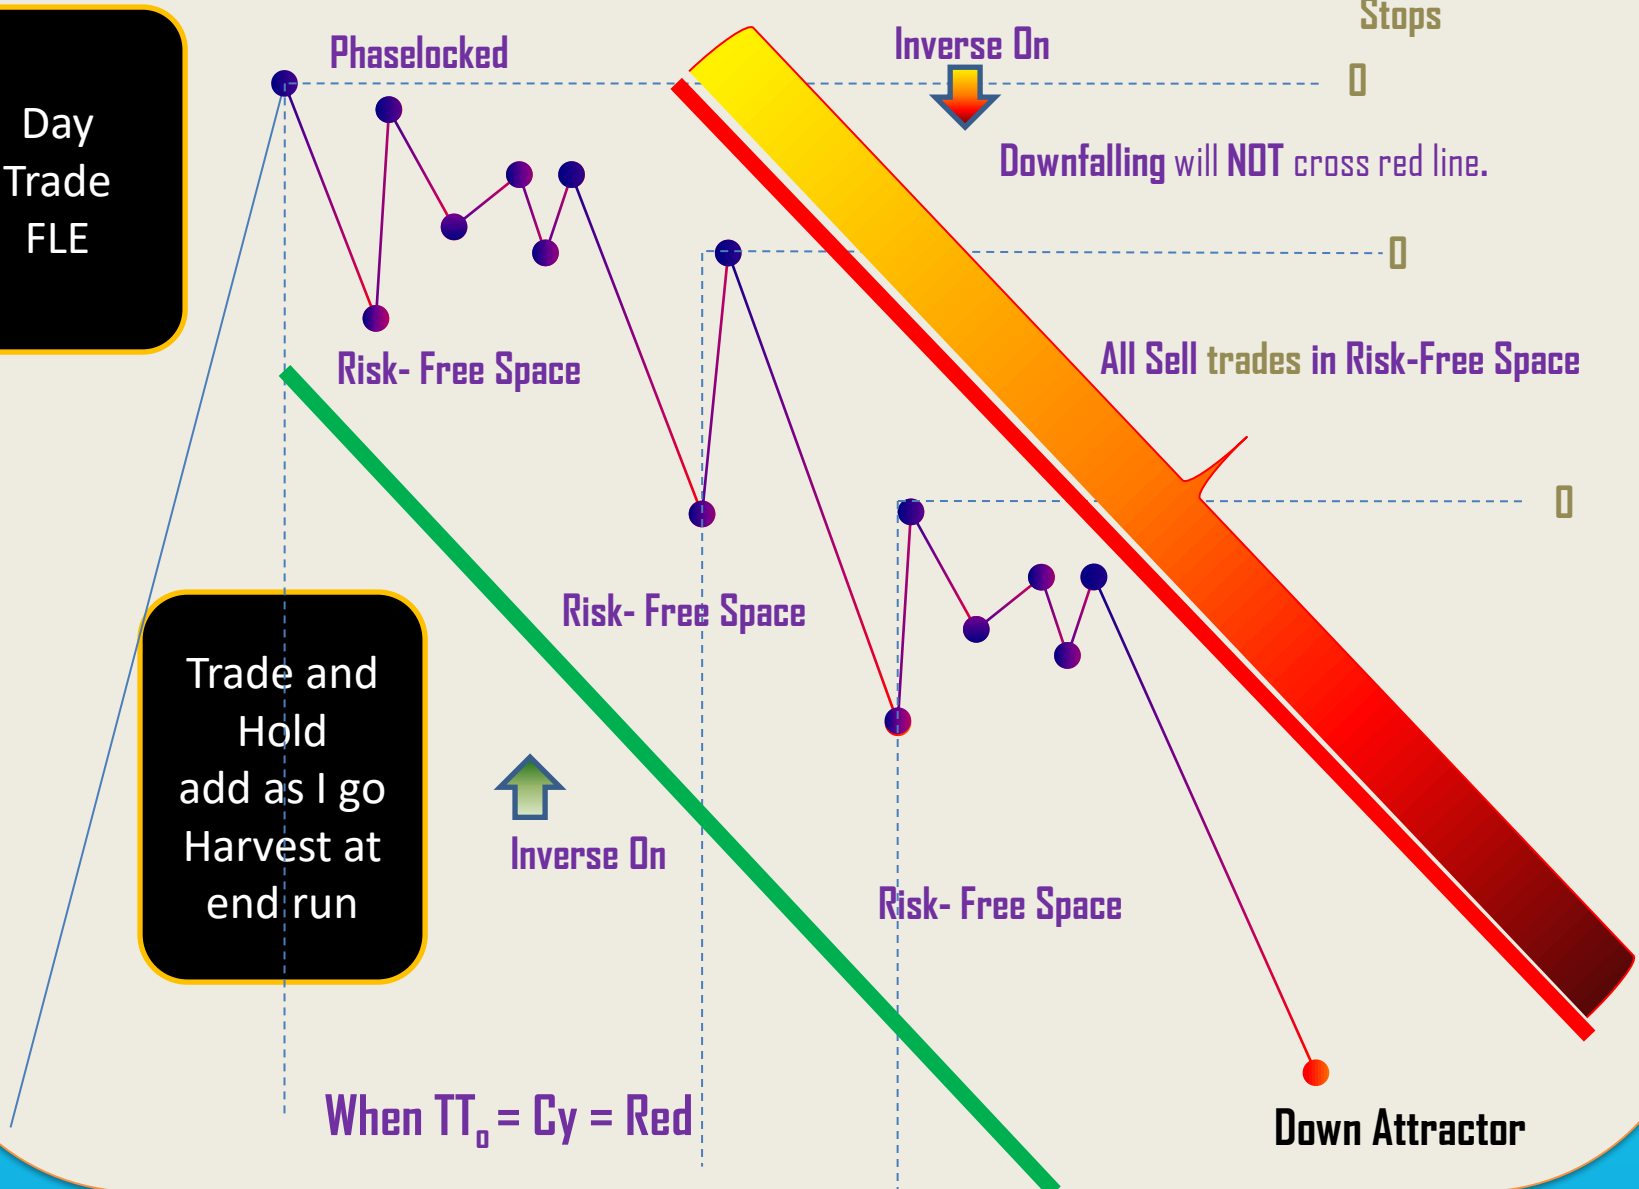 Stops
Phaselocked
Inverse On
0
Day
Trade
FLE
Downfalling will NOT cross red line.
0
All Sell trades in Risk-Free Space
Risk- Free Space
0
Risk- Free Space
Trade and
Hold
add as I go
Harvest at
end run
Inverse On
Risk- Free Space
When TT0 = Cy = Red
Down Attractor